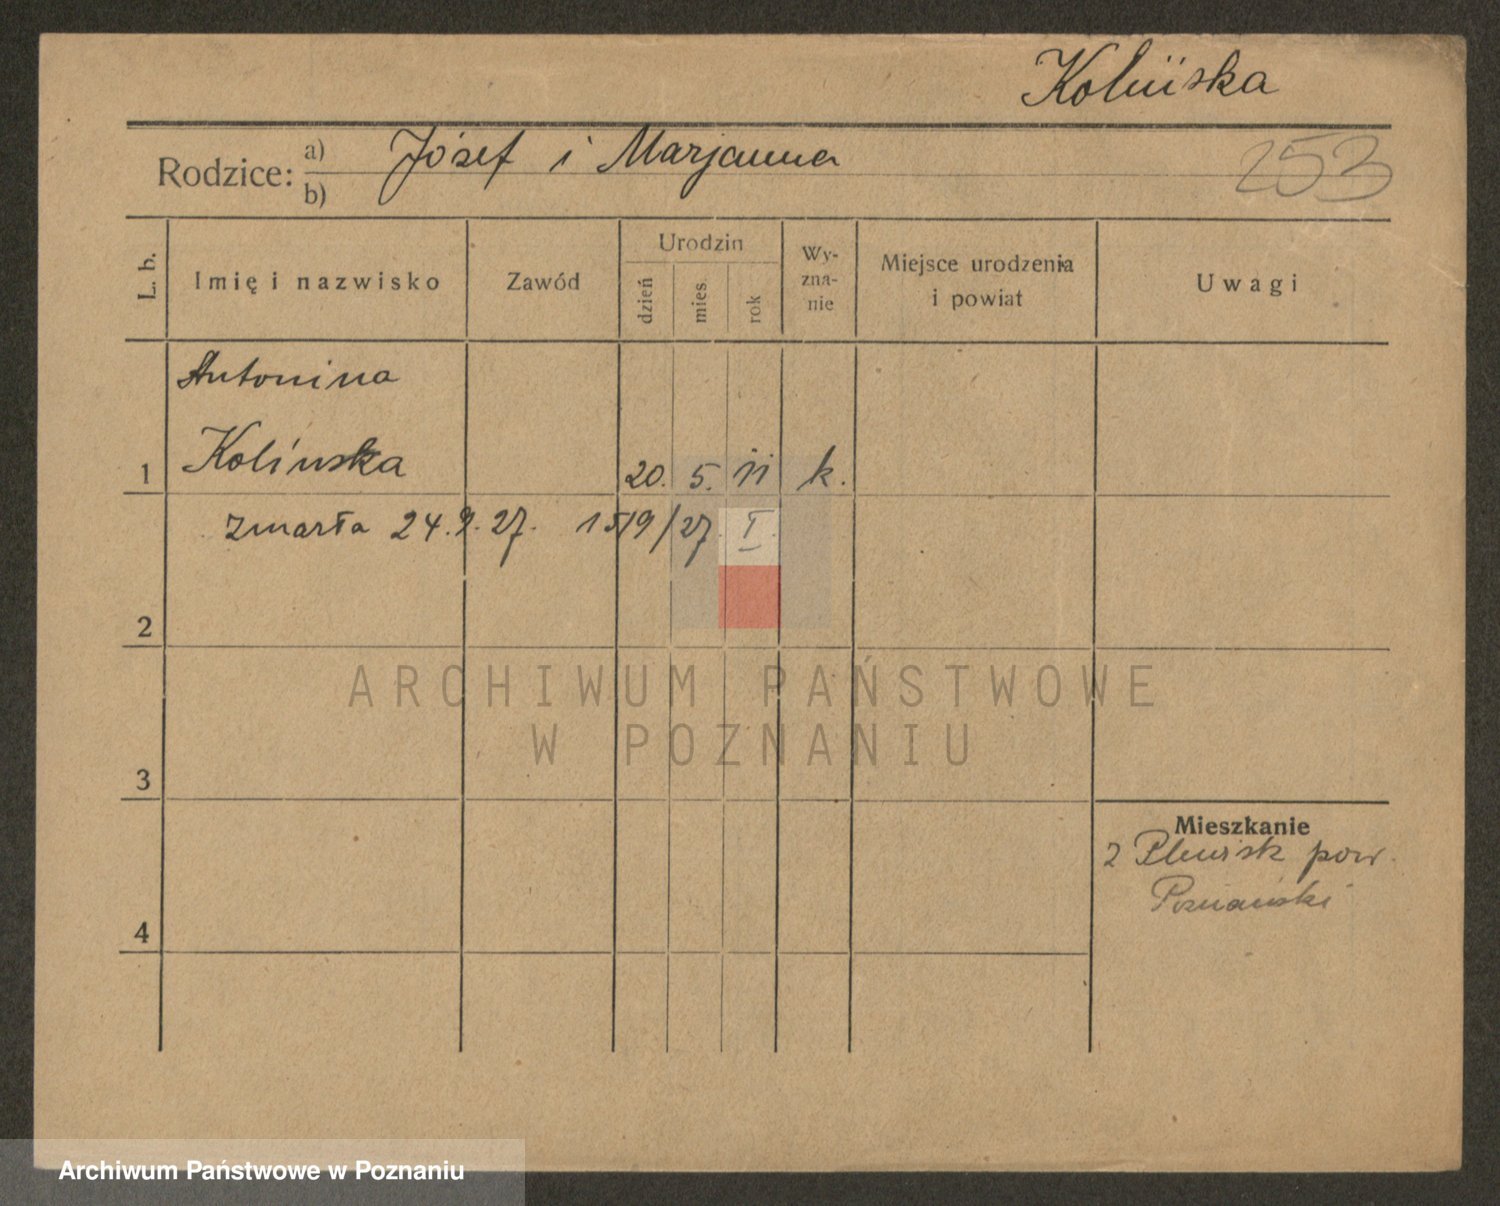 Kolińska
Rodzice: a) Józef i Marjanna
b)
253
L. b.
Imię i nazwisko
Zawód
Urodzin
dzień
mies.
rok
Wy-
zna-
nie
Miejsce urodzenia
i powiat
Uwagi
Antonina
1 Kolińska 20. 5. 11 k.
zmarła 24.9.27. 1519/27. I.
2
3
4
Mieszkanie
z Plewisk pow.
Poznański
ARCHIWUM PAŃSTWOWE
W POZNANIU
Archiwum Państwowe w Poznaniu